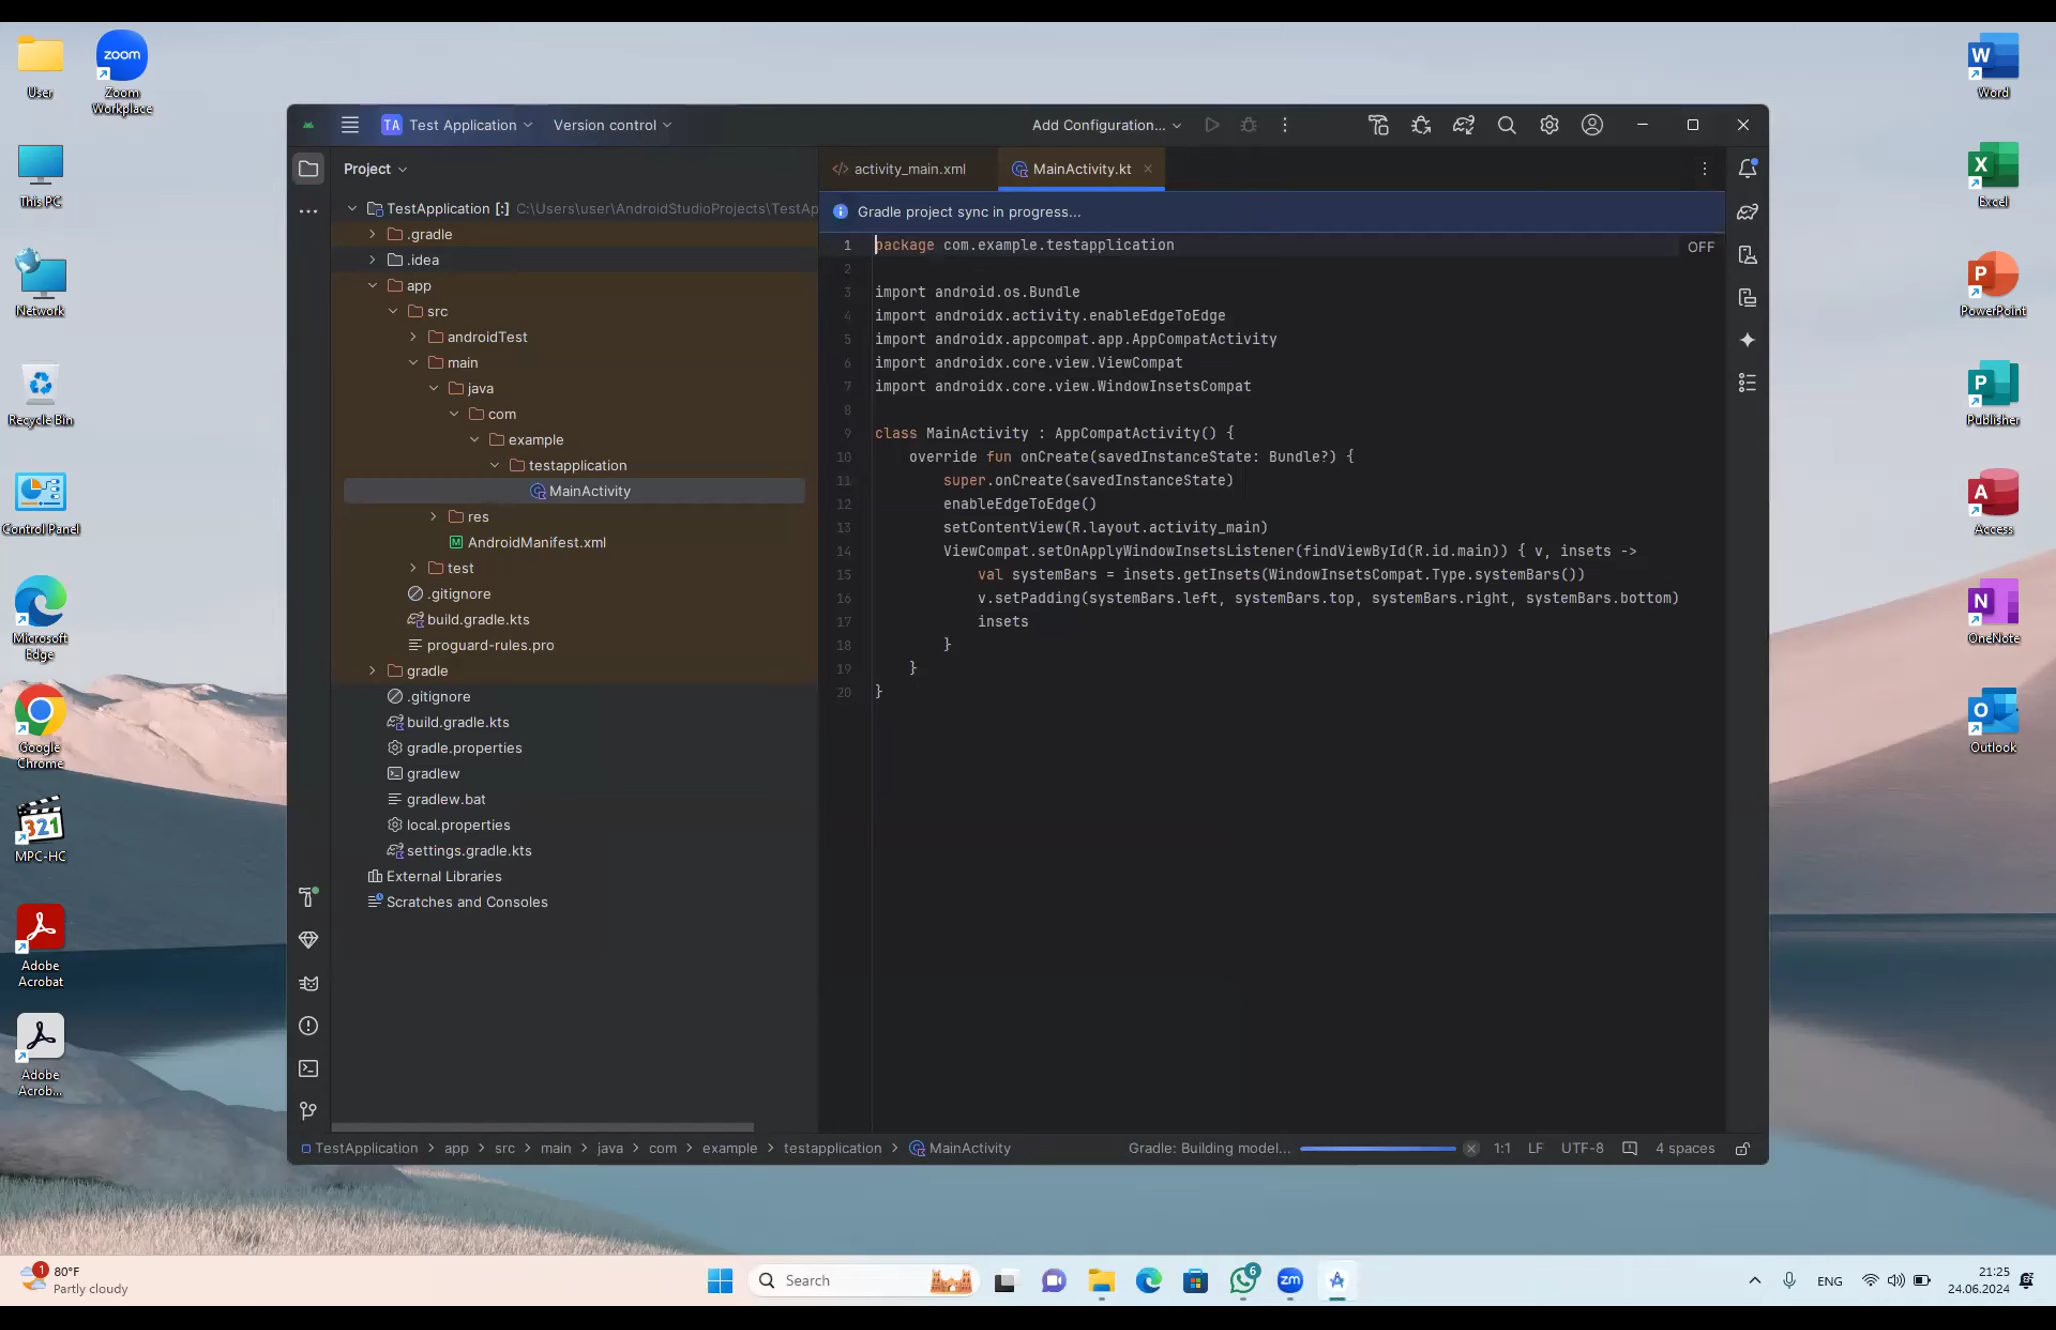 User
zoom
Zoom
Workplace
This PC
Network
Recycle Bin
Control Panel
Microsoft
Edge
Google
Chrome
321
MPC-HC
Adobe
Acrobat
Adobe
Acrob...
W
Word
X
Excel
P
PowerPoint
P
Publisher
A
Access
N
OneNote
O
Outlook
TA Test Application
Version control
Add Configuration...
Project
activity_main.xml
MainActivity.kt
TestApplication [:] C:\Users\user\AndroidStudioProjects\TestAp
.gradle
.idea
app
src
androidTest
main
java
com
example
testapplication
MainActivity
res
AndroidManifest.xml
test
.gitignore
build.gradle.kts
proguard-rules.pro
gradle
.gitignore
build.gradle.kts
gradle.properties
gradlew
gradlew.bat
local.properties
settings.gradle.kts
External Libraries
Scratches and Consoles
Gradle project sync in progress...
OFF
1 package com.example.testapplication
2
3 import android.os.Bundle
4 import androidx.activity.enableEdgeToEdge
5 import androidx.appcompat.app.AppCompatActivity
6 import androidx.core.view.ViewCompat
7 import androidx.core.view.WindowInsetsCompat
8
9 class MainActivity : AppCompatActivity() {
10 override fun onCreate(savedInstanceState: Bundle?) {
11 super.onCreate(savedInstanceState)
12 enableEdgeToEdge()
13 setContentView(R.layout.activity_main)
14 ViewCompat.setOnApplyWindowInsetsListener(findViewById(R.id.main)) { v, insets ->
15 val systemBars = insets.getInsets(WindowInsetsCompat.Type.systemBars())
16 v.setPadding(systemBars.left, systemBars.top, systemBars.right, systemBars.bottom)
17 insets
18 }
19 }
20 }
TestApplication > app > src > main > java > com > example > testapplication > MainActivity
Gradle: Building model...
1:1 LF UTF-8 4 spaces
1
80°F
Partly cloudy
Search
6
zm
ENG
21:25
24.06.2024